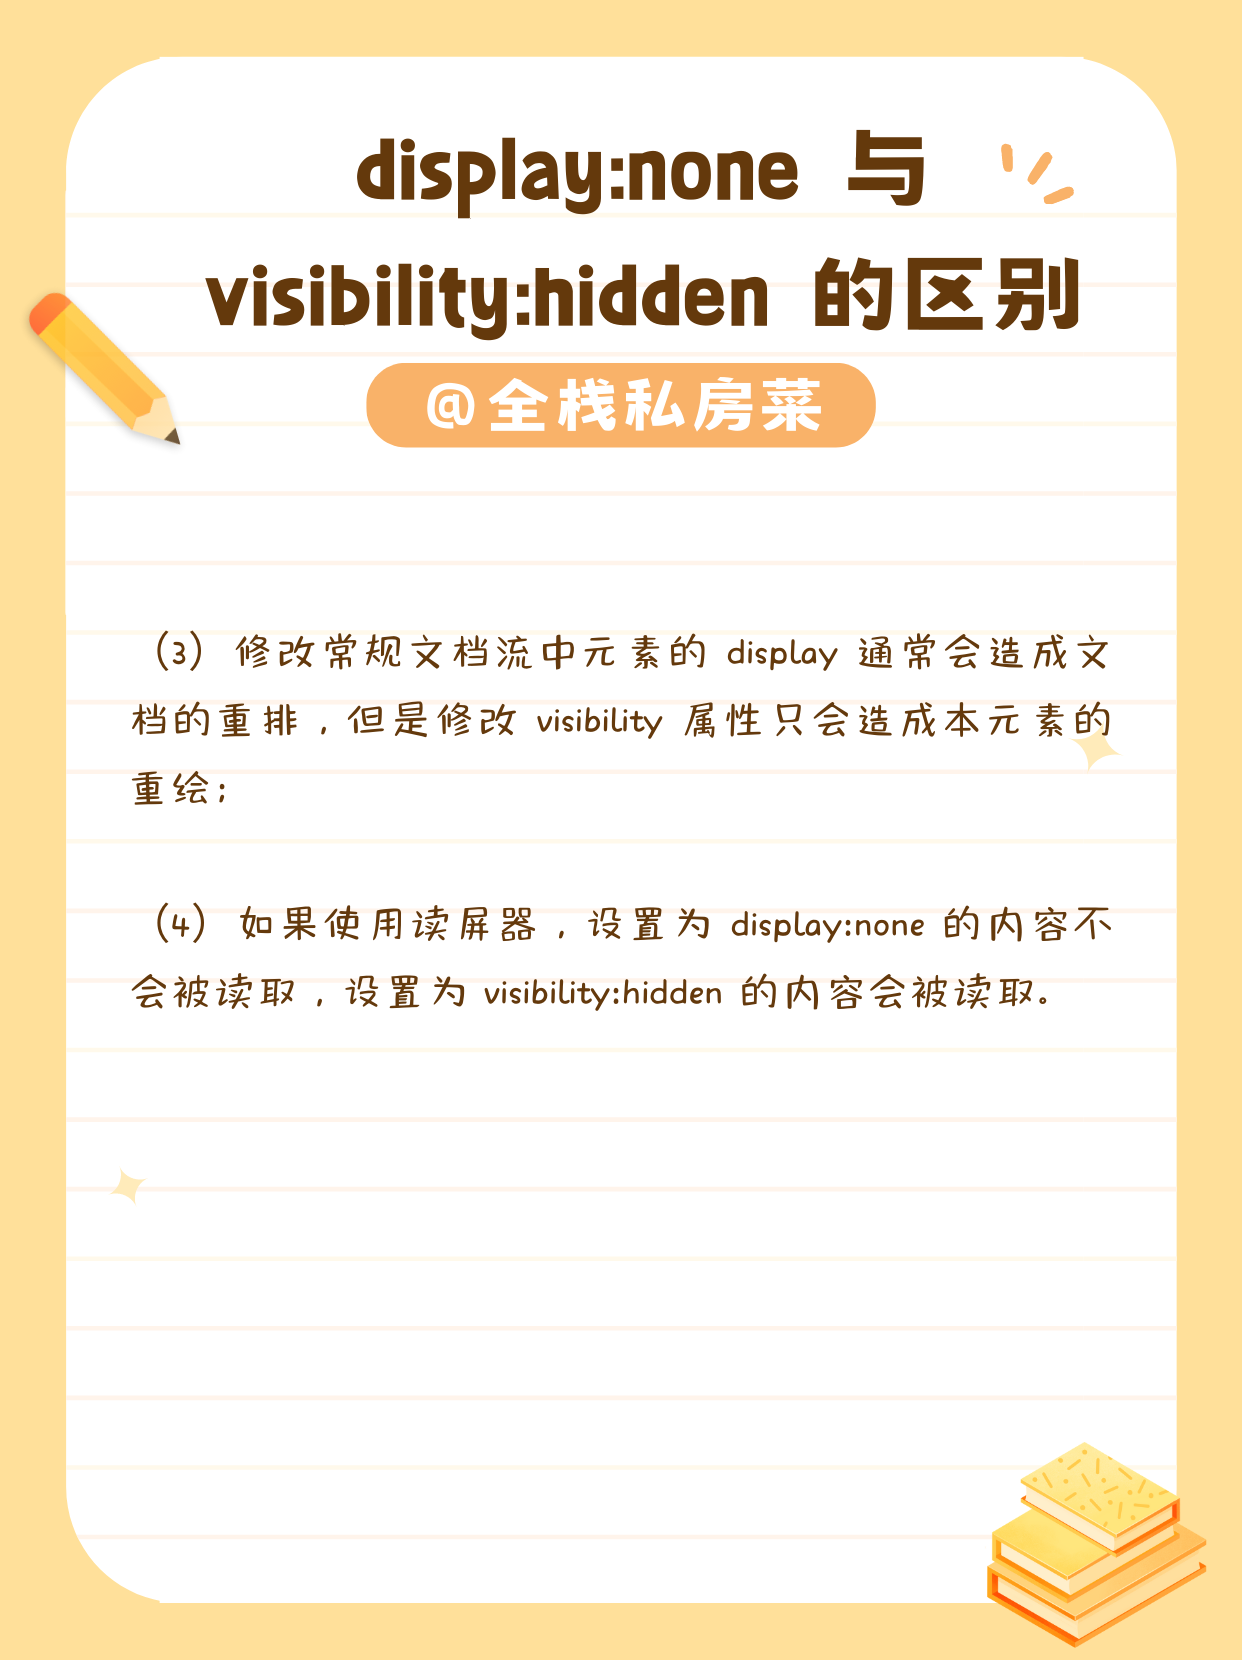 display:none 与
visibility:hidden 的区别
@全栈私房菜
（3）修改常规文档流中元素的 display 通常会造成文
档的重排，但是修改 visibility 属性只会造成本元素的
重绘；
（4）如果使用读屏器，设置为 display:none 的内容不
会被读取，设置为 visibility:hidden 的内容会被读取。